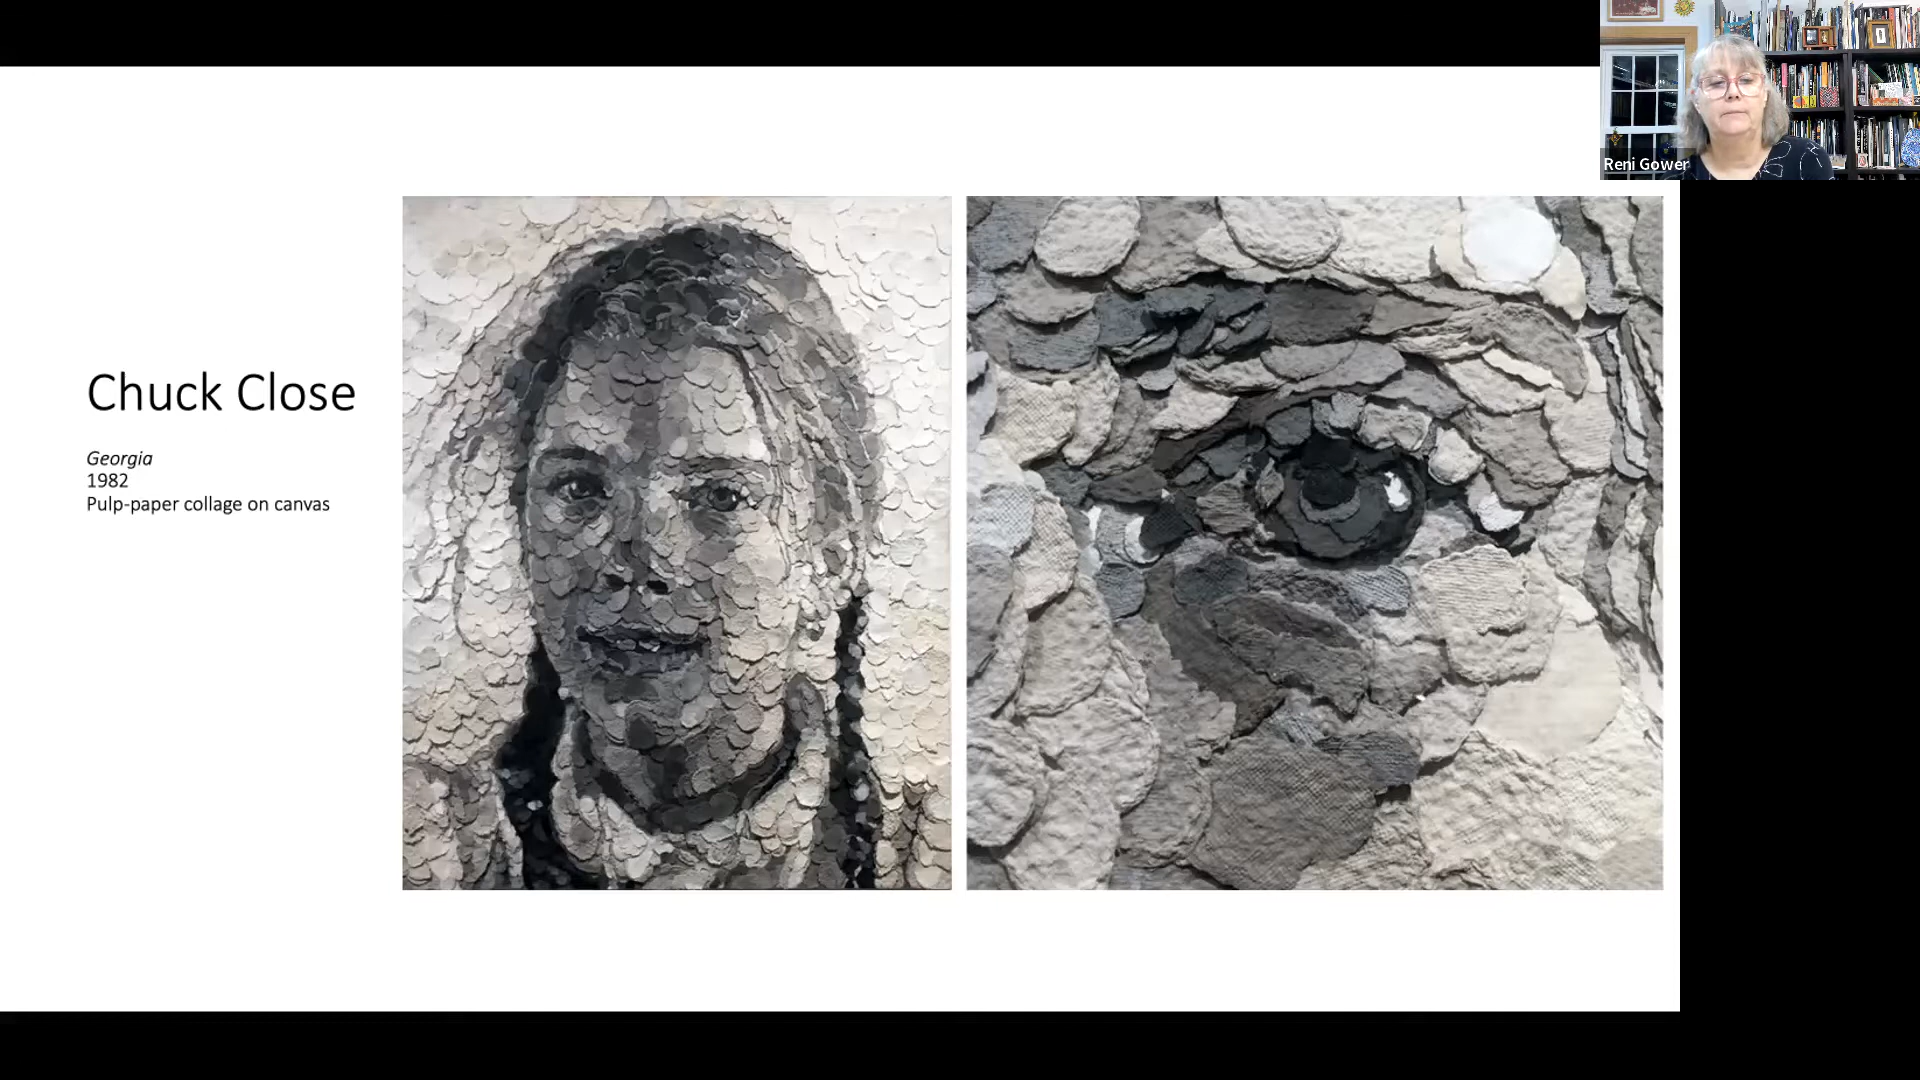 Reni Gower
Chuck Close
Georgia
1982
Pulp-paper collage on canvas